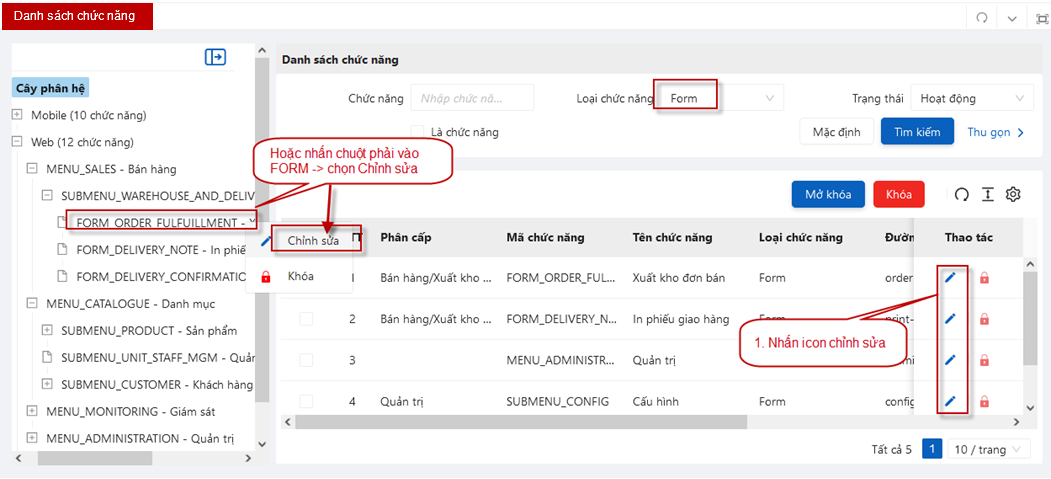 Danh sách chức năng
Cây phân hệ
Mobile (10 chức năng)
Web (12 chức năng)
MENU_SALES - Bán hàng
SUBMENU_WAREHOUSE_AND_DELIV
FORM_ORDER_FULFUILLMENT -
FORM_DELIVERY_NOTE - In phiế
FORM_DELIVERY_CONFIRMATIO
MENU_CATALOGUE - Danh mục
SUBMENU_PRODUCT - Sản phẩm
SUBMENU_UNIT_STAFF_MGM - Quản
SUBMENU_CUSTOMER - Khách hàng
MENU_MONITORING - Giám sát
MENU_ADMINISTRATION - Quản trị
Hoặc nhấn chuột phải vào
FORM -> chọn Chỉnh sửa
Chỉnh sửa
Khóa
Danh sách chức năng
Chức năng Nhập chức nă... Loại chức năng Form Trạng thái Hoạt động
Là chức năng Mặc định Tìm kiếm Thu gọn
Mở khóa Khóa
Phân cấp Mã chức năng Tên chức năng Loại chức năng Đườn Thao tác
1 Bán hàng/Xuất kho ... FORM_ORDER_FUL... Xuất kho đơn bán Form order
2 Bán hàng/Xuất kho ... FORM_DELIVERY_N... In phiếu giao hàng Form print-
3 MENU_ADMINISTR... Quản trị
4 Quản trị SUBMENU_CONFIG Cấu hình Form config
1. Nhấn icon chỉnh sửa
Tất cả 5 1 10 / trang